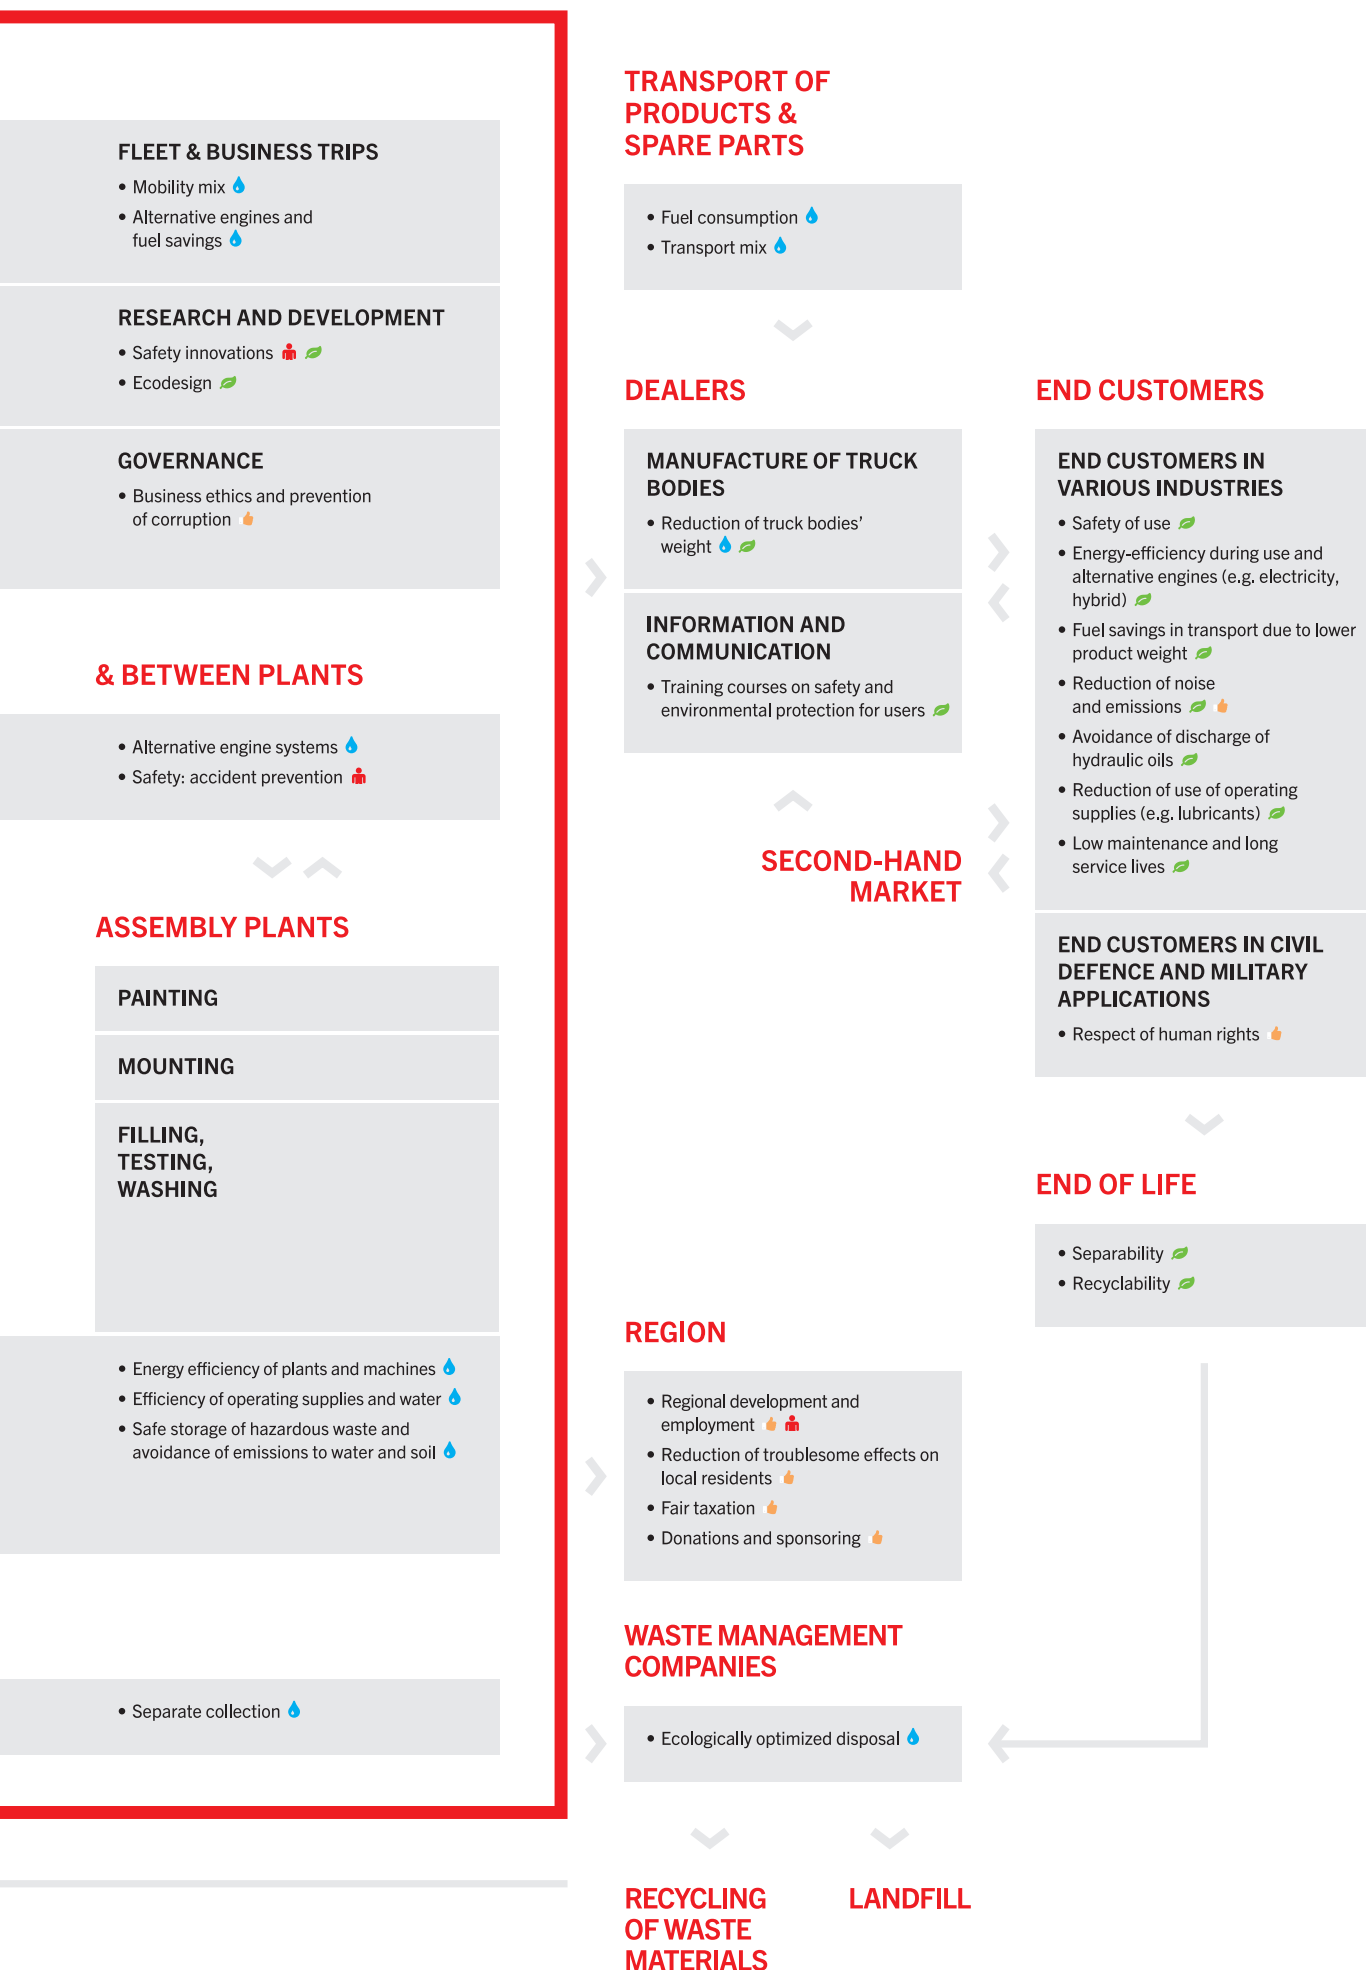 FLEET & BUSINESS TRIPS
• Mobility mix
• Alternative engines and
fuel savings
RESEARCH AND DEVELOPMENT
• Safety innovations
• Ecodesign
GOVERNANCE
• Business ethics and prevention
of corruption
& BETWEEN PLANTS
• Alternative engine systems
• Safety: accident prevention
ASSEMBLY PLANTS
PAINTING
MOUNTING
FILLING,
TESTING,
WASHING
• Energy efficiency of plants and machines
• Efficiency of operating supplies and water
• Safe storage of hazardous waste and
avoidance of emissions to water and soil
• Separate collection
TRANSPORT OF
PRODUCTS &
SPARE PARTS
• Fuel consumption
• Transport mix
DEALERS
MANUFACTURE OF TRUCK
BODIES
• Reduction of truck bodies’
weight
INFORMATION AND
COMMUNICATION
• Training courses on safety and
environmental protection for users
SECOND-HAND
MARKET
REGION
• Regional development and
employment
• Reduction of troublesome effects on
local residents
• Fair taxation
• Donations and sponsoring
WASTE MANAGEMENT
COMPANIES
• Ecologically optimized disposal
RECYCLING
OF WASTE
MATERIALS
LANDFILL
END CUSTOMERS
END CUSTOMERS IN
VARIOUS INDUSTRIES
• Safety of use
• Energy-efficiency during use and
alternative engines (e.g. electricity,
hybrid)
• Fuel savings in transport due to lower
product weight
• Reduction of noise
and emissions
• Avoidance of discharge of
hydraulic oils
• Reduction of use of operating
supplies (e.g. lubricants)
• Low maintenance and long
service lives
END CUSTOMERS IN CIVIL
DEFENCE AND MILITARY
APPLICATIONS
• Respect of human rights
END OF LIFE
• Separability
• Recyclability